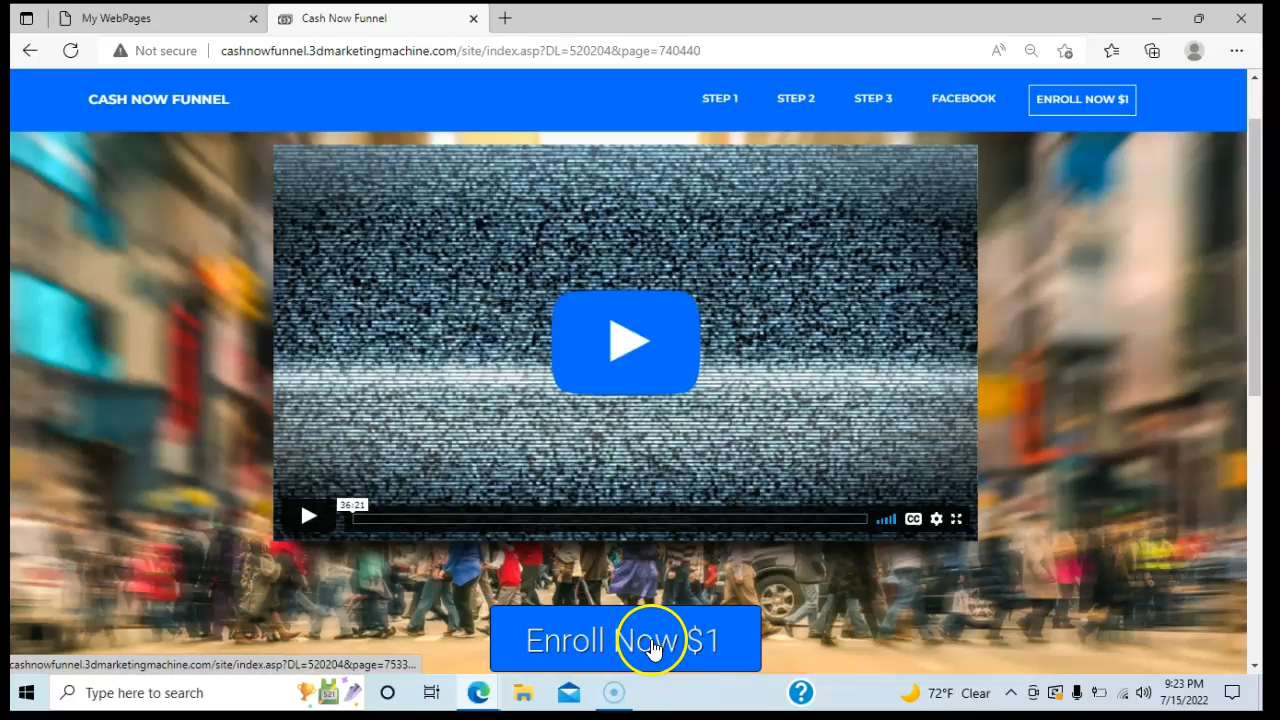 My WebPages
Cash Now Funnel
Not secure
cashnowfunnel.3dmarketingmachine.com/site/index.asp?DL=520204&page=740440
CASH NOW FUNNEL
STEP 1
STEP 2
STEP 3
FACEBOOK
ENROLL NOW $1
36:21
CC
Enroll Now $1
cashnowfunnel.3dmarketingmachine.com/site/index.asp?DL=520204&page=7533...
Type here to search
521
72°F Clear
9:23 PM
7/15/2022